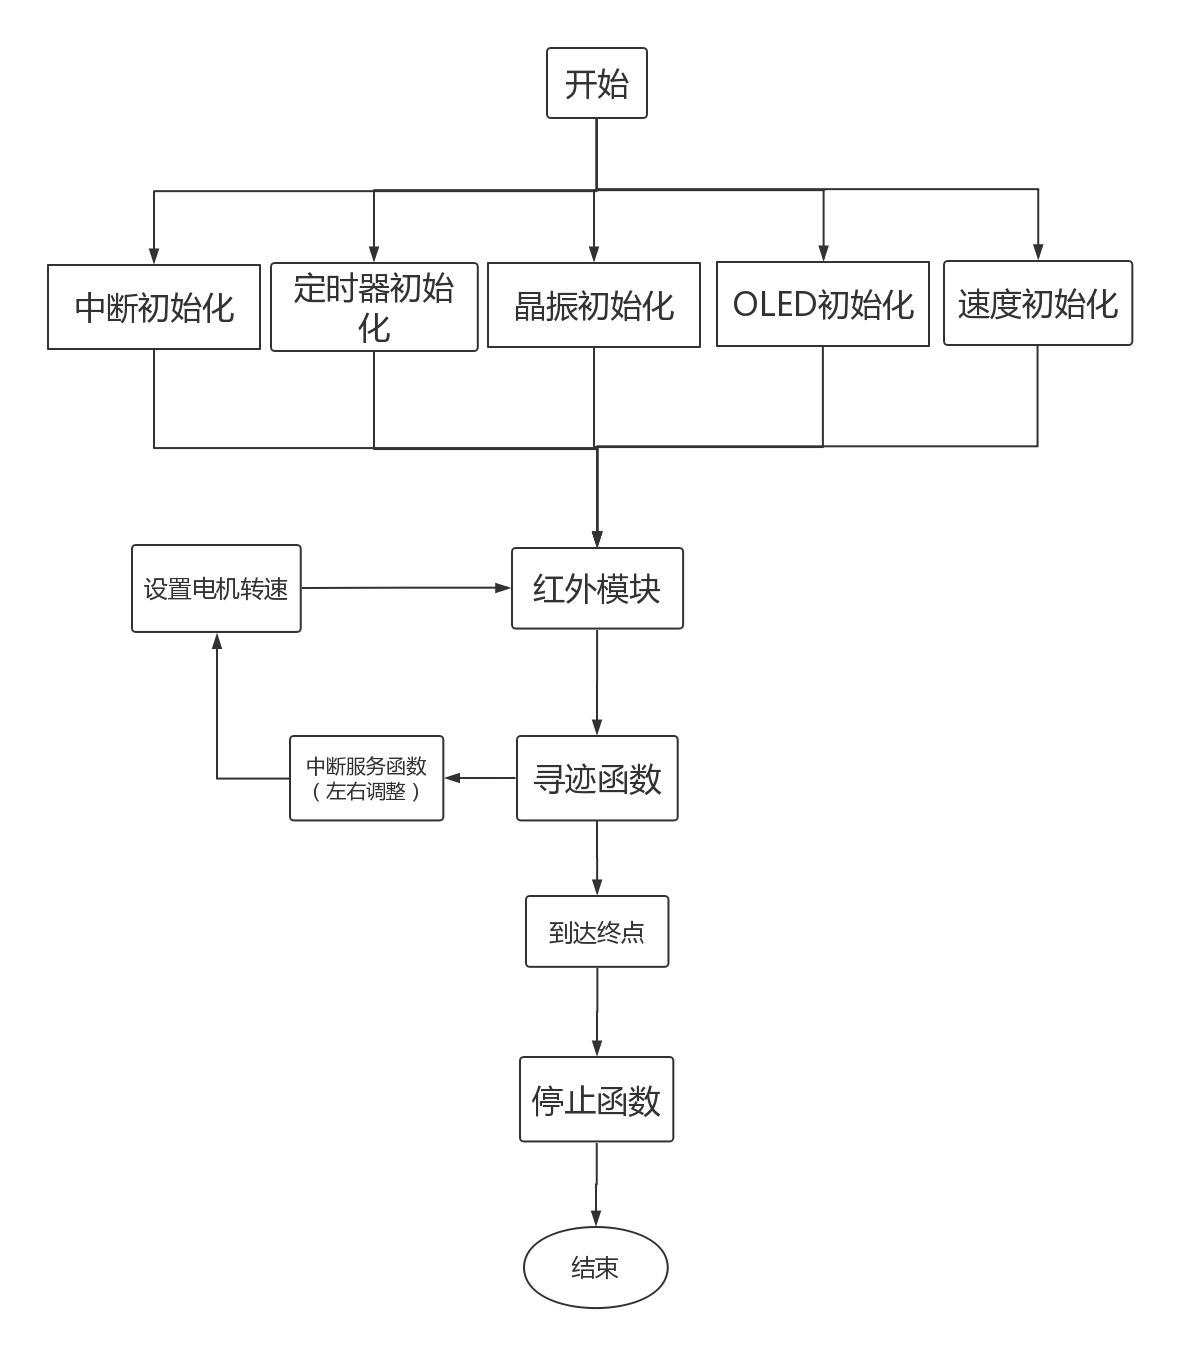 开始
中断初始化
定时器初始
化
晶振初始化
OLED初始化
速度初始化
设置电机转速
红外模块
中断服务函数
（左右调整）
寻迹函数
到达终点
停止函数
结束